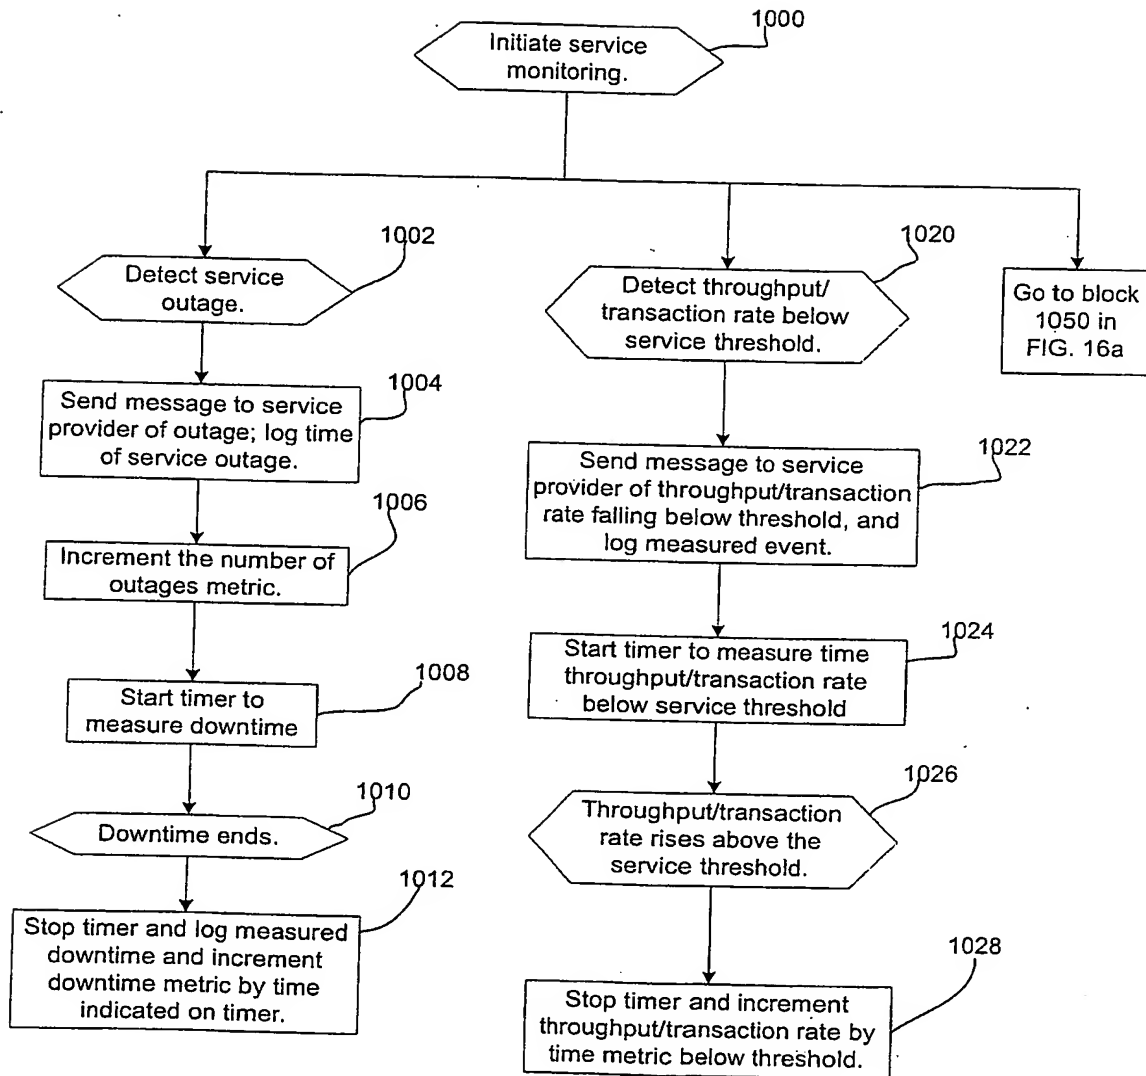 1000
Initiate service
monitoring.
1002
Detect service
outage.
1004
Send message to service
provider of outage; log time
of service outage.
1006
Increment the number of
outages metric.
1008
Start timer to
measure downtime
1010
Downtime ends.
1012
Stop timer and log measured
downtime and increment
downtime metric by time
indicated on timer.
1020
Detect throughput/
transaction rate below
service threshold.
1022
Send message to service
provider of throughput/transaction
rate falling below threshold, and
log measured event.
1024
Start timer to measure time
throughput/transaction rate
below service threshold
1026
Throughput/transaction
rate rises above the
service threshold.
1028
Stop timer and increment
throughput/transaction rate by
time metric below threshold.
Go to block
1050 in
FIG. 16a